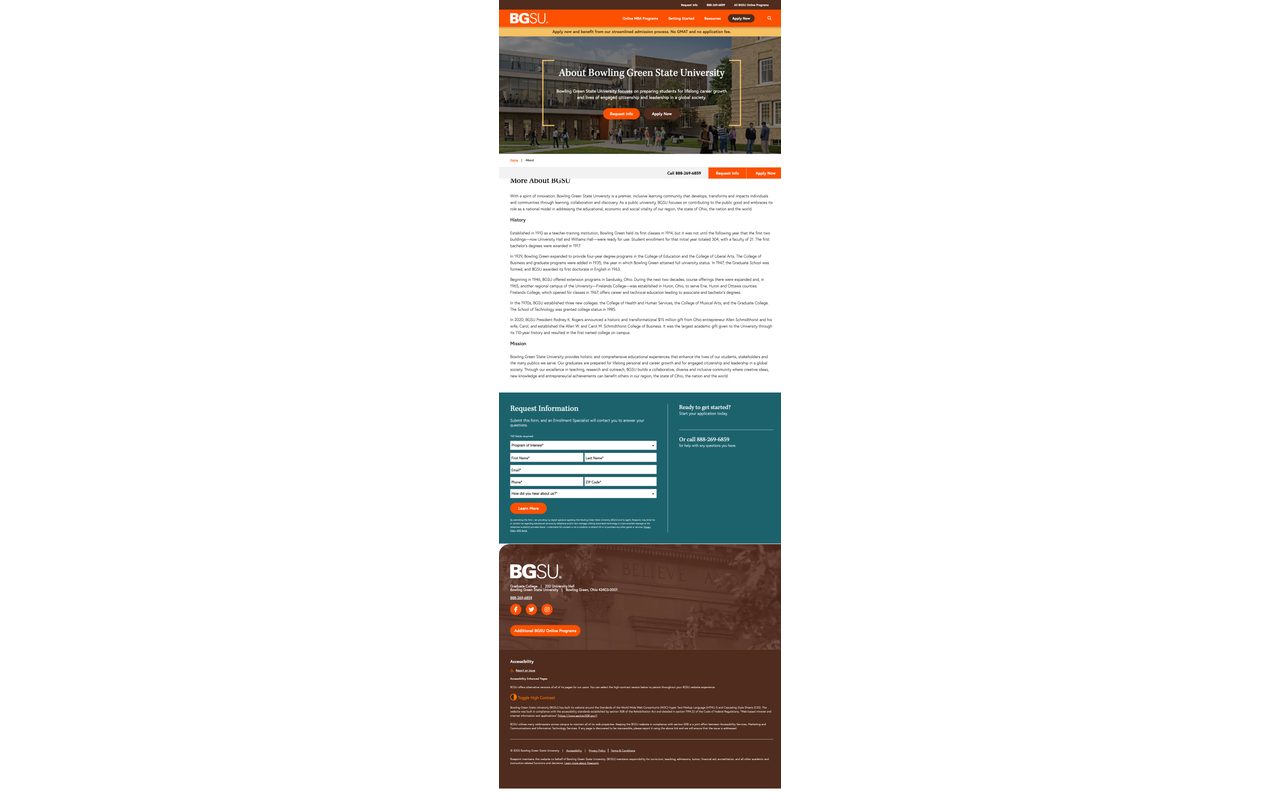 Request Info 888-269-6859 All BGSU Online Programs
BGSU
Online MBA Programs Getting Started Resources Apply Now
Apply now and benefit from our streamlined admission process. No GMAT and no application fee.
About Bowling Green State University
Bowling Green State University focuses on preparing students for lifelong career growth
and lives of engaged citizenship and leadership in a global society.
Request Info Apply Now
Home | About
Call 888-269-6859 Request Info Apply Now
More About BGSU
With a spirit of innovation, Bowling Green State University is a premier, inclusive learning community that develops, transforms and impacts individuals
and communities through learning, collaboration and discovery. As a public university, BGSU focuses on contributing to the public good and embraces its
role as a national model in addressing the educational, economic and social vitality of our region, the state of Ohio, the nation and the world.
History
Established in 1910 as a teacher-training institution, Bowling Green held its first classes in 1914, but it was not until the following year that the first two
buildings—now University Hall and Williams Hall—were ready for use. Student enrollment for that initial year totaled 304, with a faculty of 21. The first
bachelor's degrees were awarded in 1917.
In 1929, Bowling Green expanded to provide four-year degree programs in the College of Education and the College of Liberal Arts. The College of
Business and graduate programs were added in 1935, the year in which Bowling Green attained full university status. In 1947, the Graduate School was
formed, and BGSU awarded its first doctorate in English in 1963.
Beginning in 1946, BGSU offered extension programs in Sandusky, Ohio. During the next two decades, course offerings there were expanded and, in
1965, another regional campus of the University—Firelands College—was established in Huron, Ohio, to serve Erie, Huron and Ottawa counties.
Firelands College, which opened for classes in 1967, offers career and technical education leading to associate and bachelor's degrees.
In the 1970s, BGSU established three new colleges: the College of Health and Human Services, the College of Musical Arts, and the Graduate College.
The School of Technology was granted college status in 1985.
In 2020, BGSU President Rodney K. Rogers announced a historic and transformational $15 million gift from Ohio entrepreneur Allen Schmidthorst and his
wife, Carol, and established the Allen W. and Carol M. Schmidthorst College of Business. It was the largest academic gift given to the University through
its 110-year history and resulted in the first named college on campus.
Mission
Bowling Green State University provides holistic and comprehensive educational experiences that enhance the lives of our students, stakeholders and
the many publics we serve. Our graduates are prepared for lifelong personal and career growth and for engaged citizenship and leadership in a global
society. Through our excellence in teaching, research and outreach, BGSU builds a collaborative, diverse and inclusive community where creative ideas,
new knowledge and entrepreneurial achievements can benefit others in our region, the state of Ohio, the nation and the world.
Request Information
Submit this form, and an Enrollment Specialist will contact you to answer your
questions.
*All fields required.
Program of Interest*
First Name* Last Name*
Email*
Phone* ZIP Code*
How did you hear about us?*
Learn More
Ready to get started?
Start your application today.
Or call 888-269-6859
for help with any questions you have.
BGSU
Graduate College | 200 University Hall
Bowling Green State University | Bowling Green, Ohio 43403-0001
888-269-6859
Additional BGSU Online Programs
Accessibility
Report an issue
Accessibility Enhanced Pages
BGSU offers alternative versions of all of its pages for our users. You can select the high-contrast version below to persist throughout your BGSU website experience.
Toggle High Contrast
© 2023 Bowling Green State University | Accessibility | Privacy Policy | Terms & Conditions